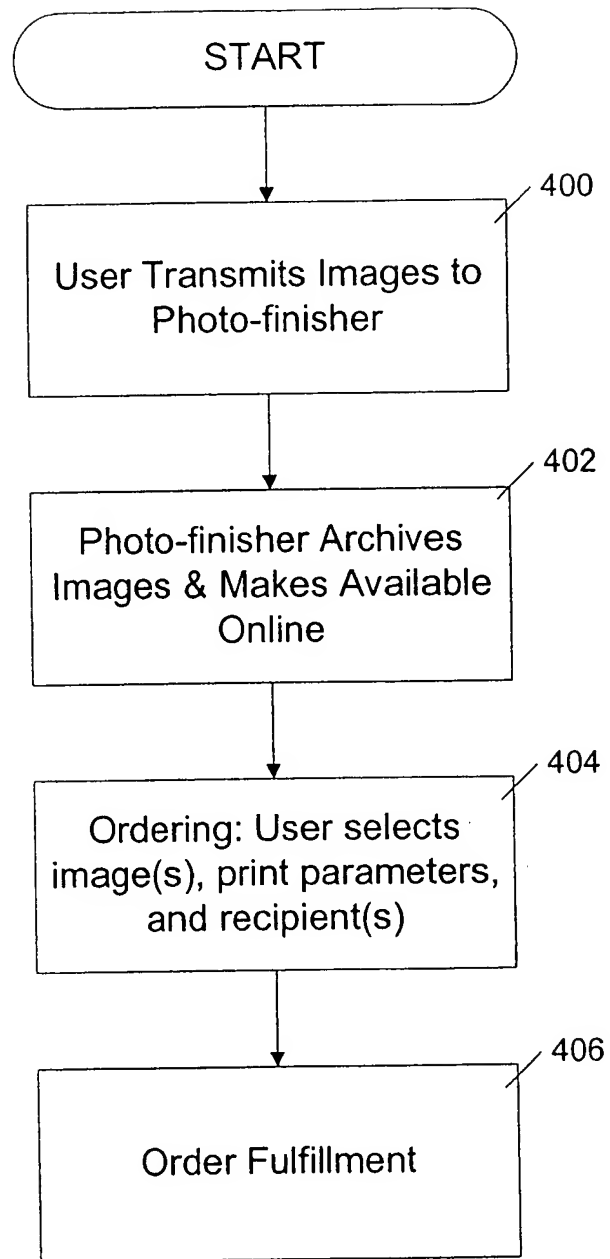 START
400
User Transmits Images to
Photo-finisher
402
Photo-finisher Archives
Images & Makes Available
Online
404
Ordering: User selects
image(s), print parameters,
and recipient(s)
406
Order Fulfillment